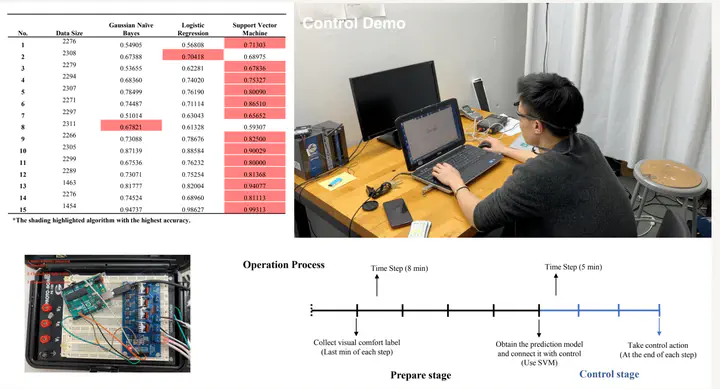 Gaussian Naïve Logistic Support Vector
No. Data Size Bayes Regression Machine
1 2276 0.54905 0.56808 0.71303
2 2308 0.67388 0.70418 0.68975
3 2279 0.53655 0.62281 0.67836
4 2294 0.68360 0.74020 0.75327
5 2307 0.78499 0.76190 0.80090
6 2271 0.74487 0.71114 0.86510
7 2297 0.51014 0.63043 0.65652
8 2311 0.67821 0.61328 0.59307
9 2266 0.73088 0.78676 0.82500
10 2305 0.87139 0.88584 0.90029
11 2299 0.67536 0.76232 0.80000
12 2289 0.73071 0.75254 0.81368
13 1463 0.81777 0.82004 0.94077
14 2276 0.74524 0.68960 0.81113
15 1454 0.94737 0.98627 0.99313
*The shading highlighted algorithm with the highest accuracy.
Control Demo
Operation Process
Time Step (8 min)
Time Step (5 min)
Collect visual comfort label
(Last min of each step)
Obtain the prediction model
and connect it with control
(Use SVM)
Take control action
(At the end of each step)
Prepare stage
Control stage